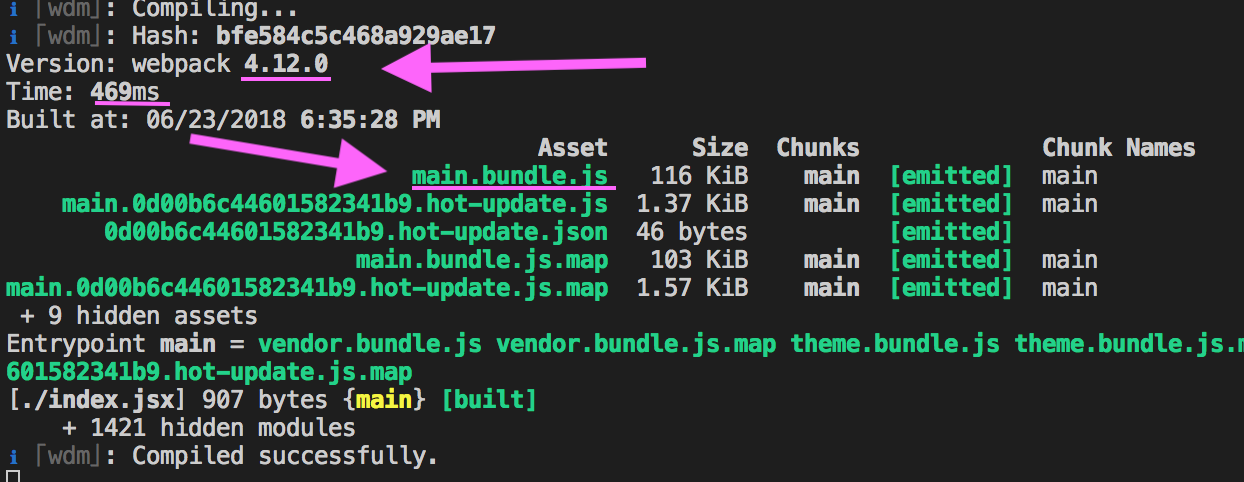 i ｢wdm｣: Compiling...
i ｢wdm｣: Hash: bfe584c5c468a929ae17
Version: webpack 4.12.0
Time: 469ms
Built at: 06/23/2018 6:35:28 PM
Asset Size Chunks Chunk Names
main.bundle.js 116 KiB main [emitted] main
main.0d00b6c44601582341b9.hot-update.js 1.37 KiB main [emitted] main
0d00b6c44601582341b9.hot-update.json 46 bytes [emitted]
main.bundle.js.map 103 KiB main [emitted] main
main.0d00b6c44601582341b9.hot-update.js.map 1.57 KiB main [emitted] main
+ 9 hidden assets
Entrypoint main = vendor.bundle.js vendor.bundle.js.map theme.bundle.js theme.bundle.js.m
601582341b9.hot-update.js.map
[./index.jsx] 907 bytes {main} [built]
+ 1421 hidden modules
i ｢wdm｣: Compiled successfully.